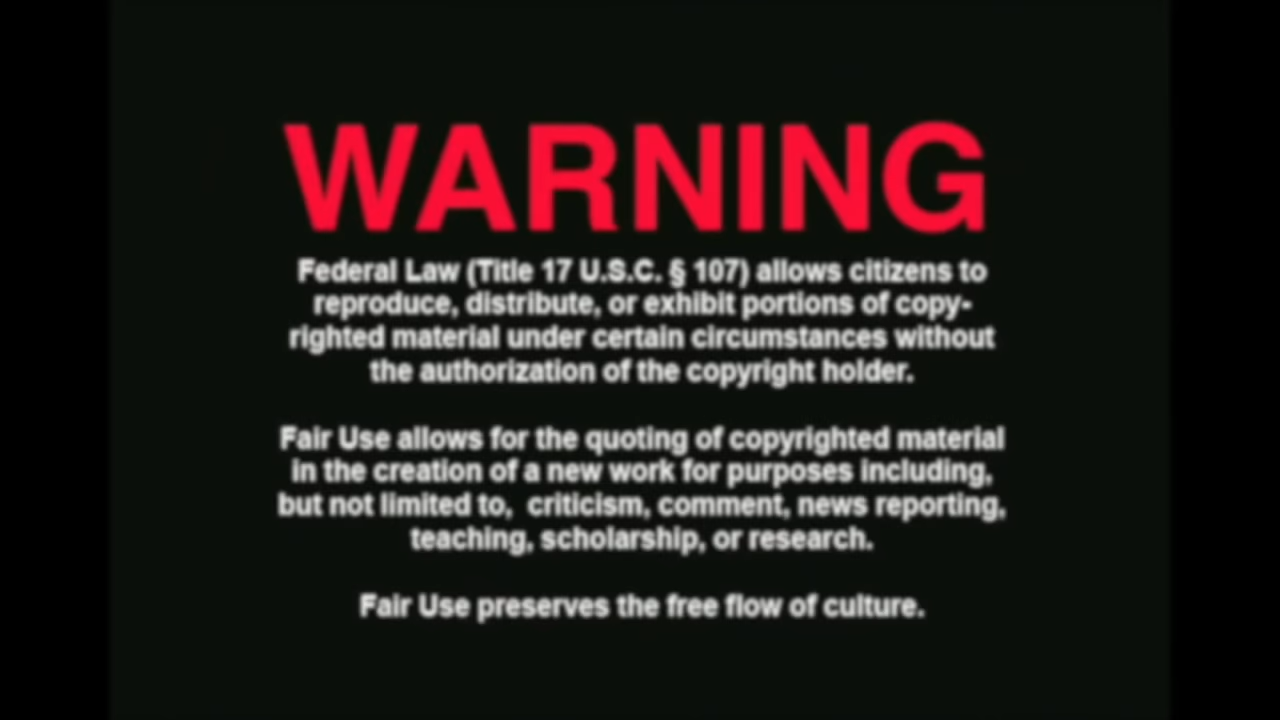 WARNING
Federal Law (Title 17 U.S.C. § 107) allows citizens to
reproduce, distribute, or exhibit portions of copy-
righted material under certain circumstances without
the authorization of the copyright holder.
Fair Use allows for the quoting of copyrighted material
in the creation of a new work for purposes including,
but not limited to,  criticism, comment, news reporting,
teaching, scholarship, or research.
Fair Use preserves the free flow of culture.